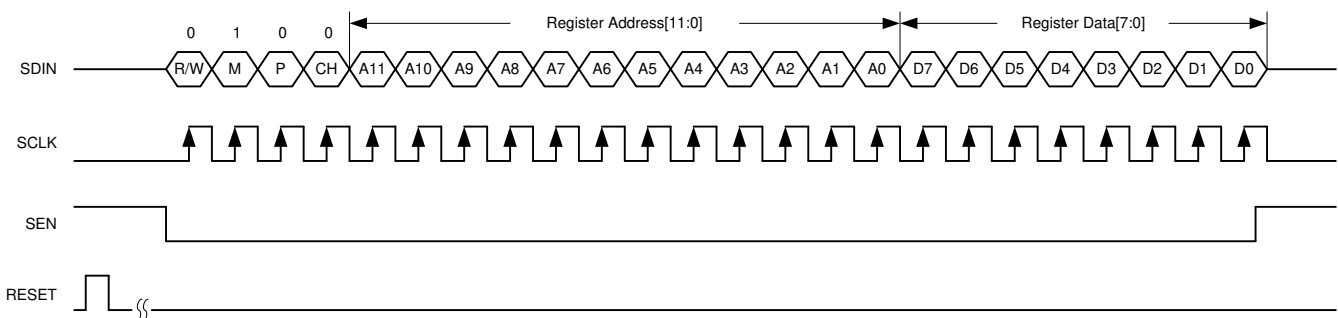 Register Address[11:0] Register Data[7:0]
0 1 0 0
SDIN R/W M P CH A11 A10 A9 A8 A7 A6 A5 A4 A3 A2 A1 A0 D7 D6 D5 D4 D3 D2 D1 D0
SCLK
SEN
RESET